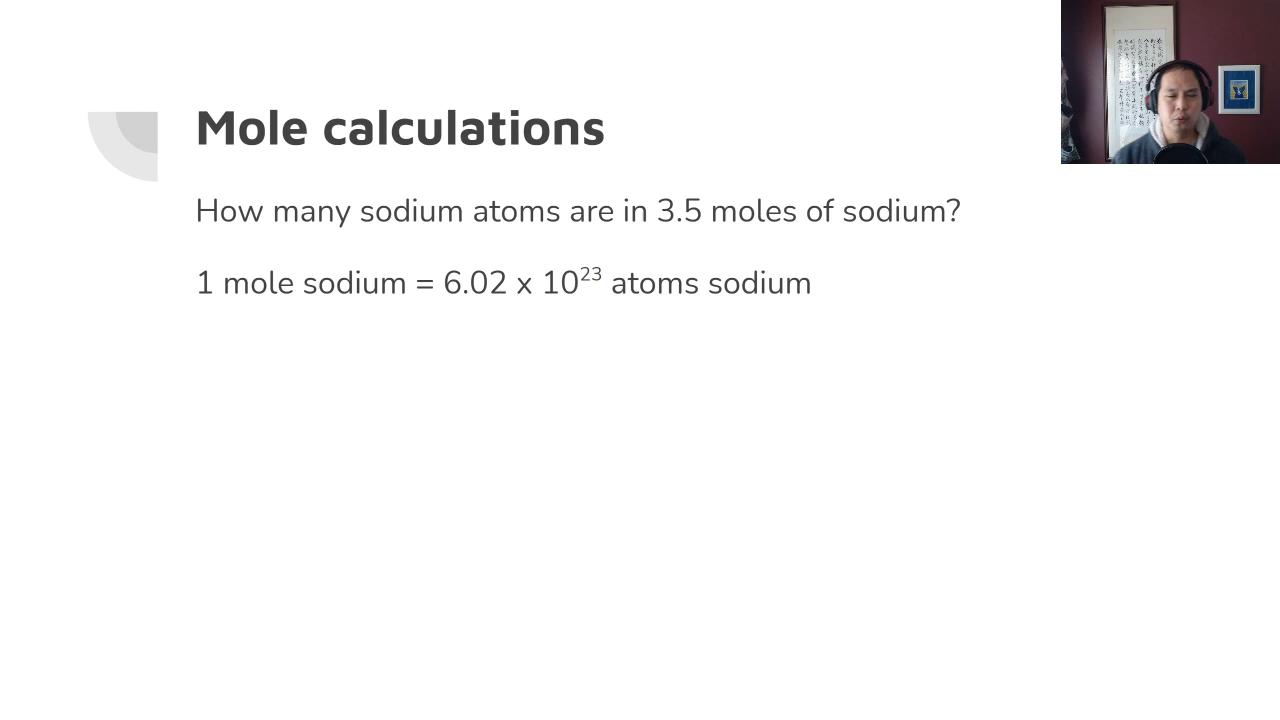 Mole calculations
How many sodium atoms are in 3.5 moles of sodium?
1 mole sodium = 6.02 x 10²³ atoms sodium